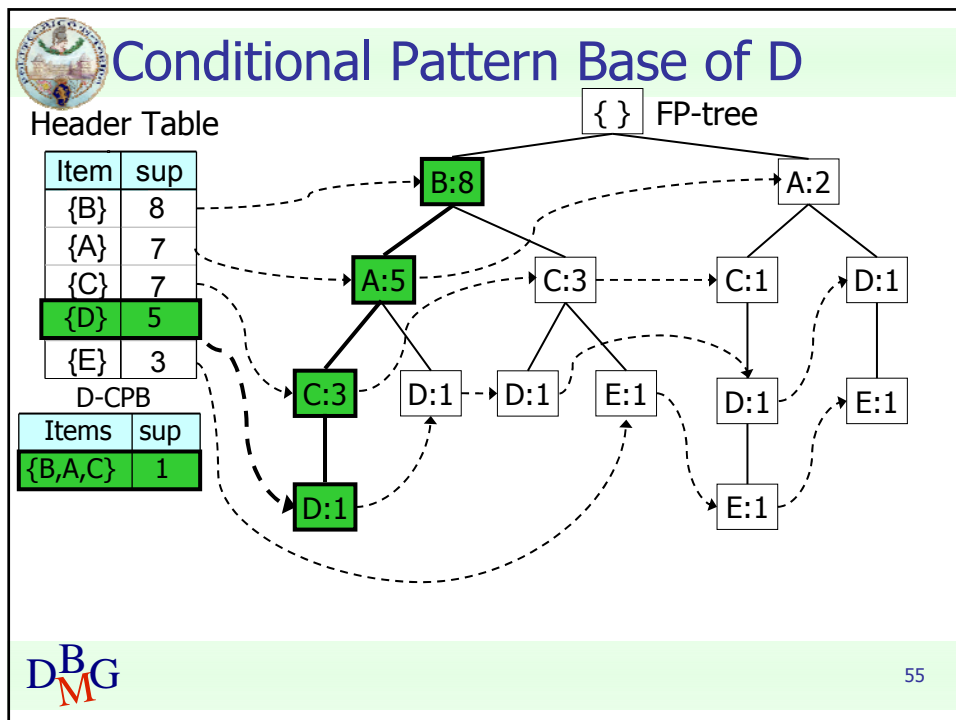 Conditional Pattern Base of D
Header Table
Item sup
{B} 8
{A} 7
{C} 7
{D} 5
{E} 3
D-CPB
Items sup
{B,A,C} 1
{ } FP-tree
B:8 A:2
A:5 C:3 C:1 D:1
C:3 D:1 D:1 E:1 D:1 E:1
D:1 E:1
DBMG
55